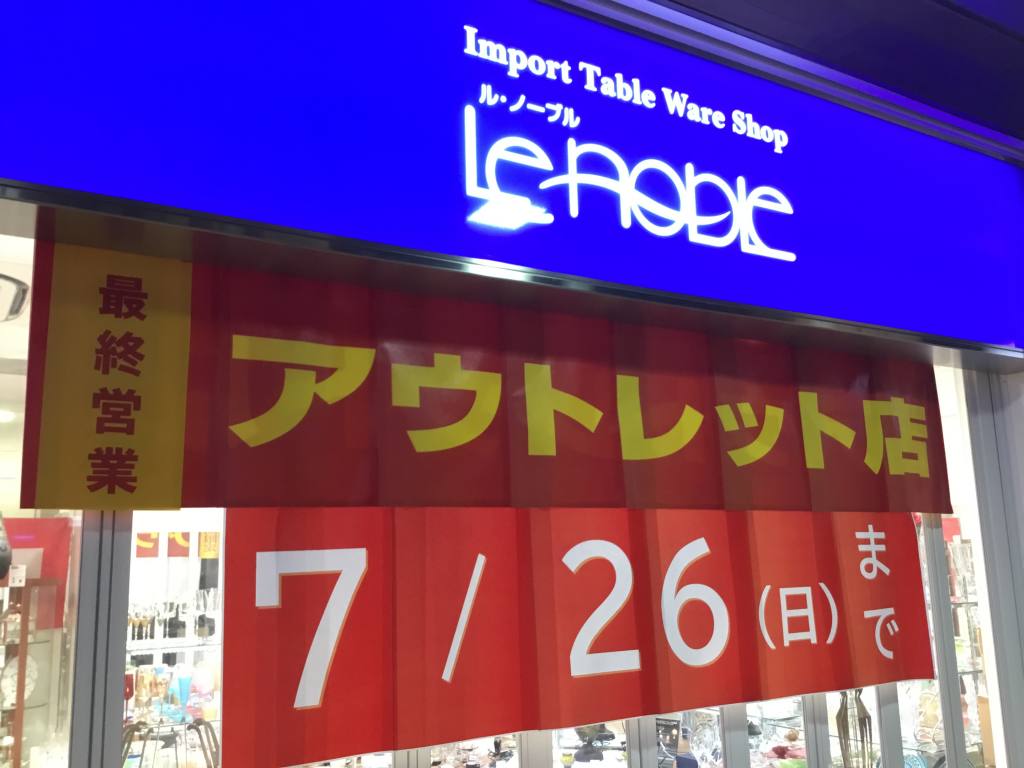 Import Table Ware Shop
ル・ノーブル
Le noble
最終営業
アウトレット店
7/26(日)まで